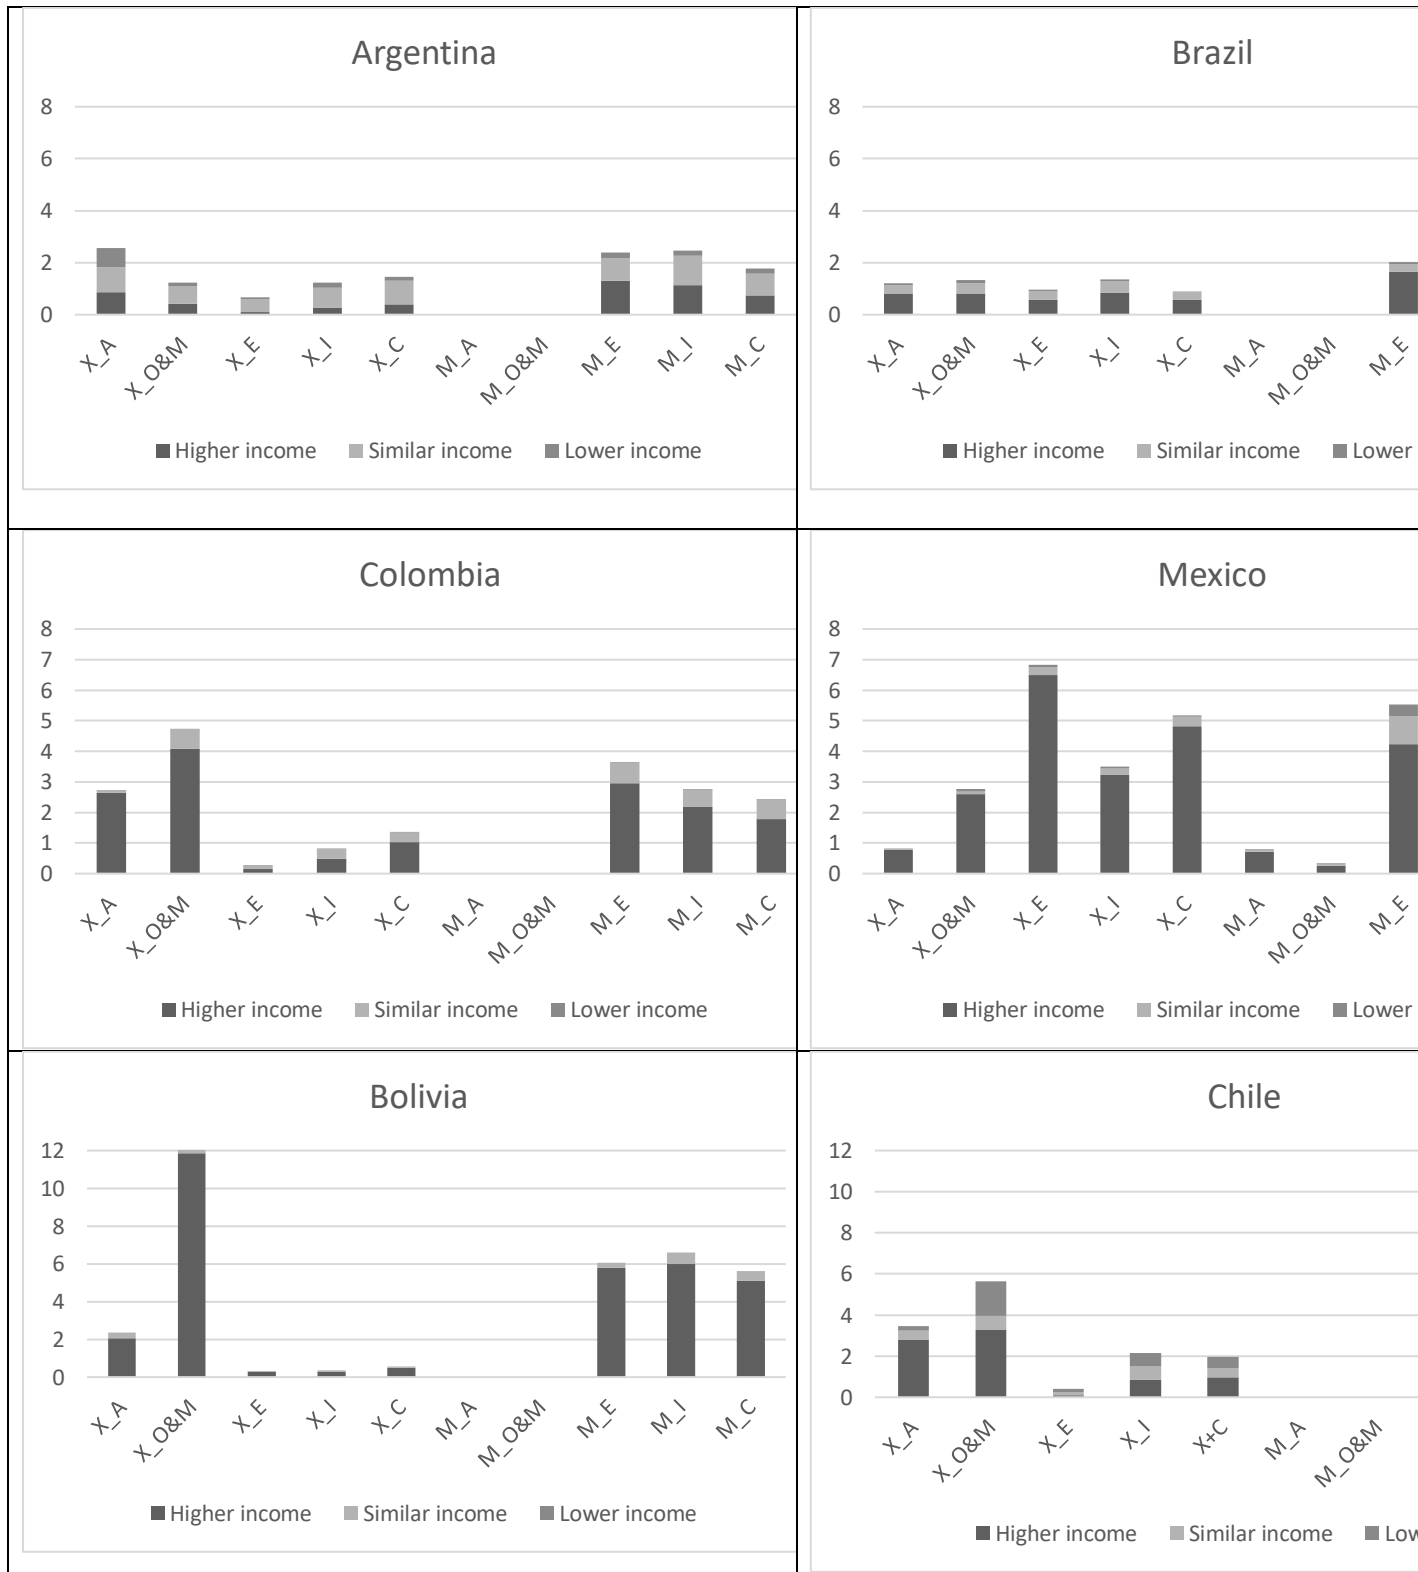 Argentina
8
6
4
2
0
X_A X_O&M X_E X_I X_C M_A M_O&M M_E M_I M_C
Higher income Similar income Lower income
Brazil
8
6
4
2
0
X_A X_O&M X_E X_I X_C M_A M_O&M M_E
Higher income Similar income Lower
Colombia
8
7
6
5
4
3
2
1
0
X_A X_O&M X_E X_I X_C M_A M_O&M M_E M_I M_C
Higher income Similar income Lower income
Mexico
8
7
6
5
4
3
2
1
0
X_A X_O&M X_E X_I X_C M_A M_O&M M_E
Higher income Similar income Lower
Bolivia
12
10
8
6
4
2
0
X_A X_O&M X_E X_I X_C M_A M_O&M M_E M_I M_C
Higher income Similar income Lower income
Chile
12
10
8
6
4
2
0
X_A X_O&M X_E X_I X+C M_A M_O&M
Higher income Similar income Low